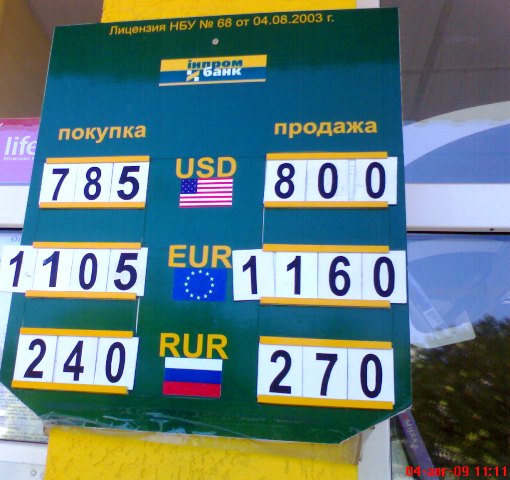 Лицензия НБУ № 68 от 04.08.2003 г.
інпром
банк
покупка
продажа
785
USD
800
1105
EUR
1160
240
RUR
270
life
04-авг-09 11:11